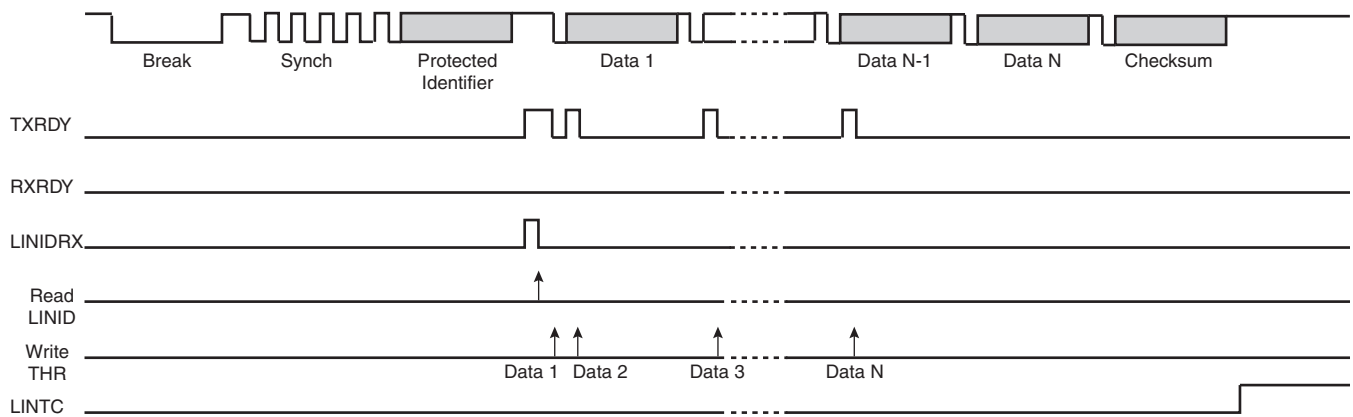 Break
Synch
Protected
Identifier
Data 1
Data N-1
Data N
Checksum
TXRDY
RXRDY
LINIDRX
Read
LINID
Write
THR
Data 1
Data 2
Data 3
Data N
LINTC